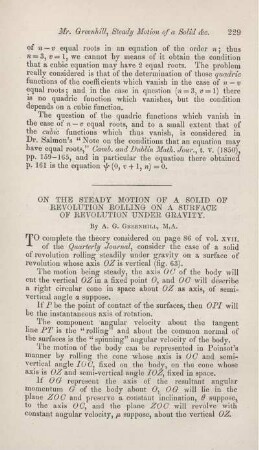 Mr. Greenhill, Steady Motion of a Solid &c. 229
of n − ν equal roots in an equation of the order n; thus
n = 3, ν = 1, we cannot by means of it obtain the condition
that a cubic equation may have 2 equal roots. The problem
really considered is that of the determination of those quadric
functions of the coefficients which vanish in the case of n − ν
equal roots; and in the case in question (n = 3, ν = 1) there
is no quadric function which vanishes, but the condition
depends on a cubic function.
The question of the quadric functions which vanish in
the case of n − ν equal roots, and to a small extent that of
the cubic functions which thus vanish, is considered in
Dr. Salmon's "Note on the conditions that an equation may
have equal roots," Camb. and Dublin Math. Jour., t. V. (1850),
pp. 159–165, and in particular the equation there obtained
p. 161 is the equation ψ {0, ν + 1, n} = 0.
ON THE STEADY MOTION OF A SOLID OF
REVOLUTION ROLLING ON A SURFACE
OF REVOLUTION UNDER GRAVITY.
By A. G. GREENHILL, M.A.
TO complete the theory considered on page 86 of vol. XVII.
of the Quarterly Journal, consider the case of a solid
of revolution rolling steadily under gravity on a surface of
revolution whose axis OZ is vertical (fig. 63).
The motion being steady, the axis OC of the body will
cut the vertical OZ in a fixed point O, and OC will describe
a right circular cone in space about OZ as axis, of semi-
vertical angle α suppose.
If P be the point of contact of the surfaces, then OPI will
be the instantaneous axis of rotation.
The component angular velocity about the tangent
line PT is the "rolling" and about the common normal of
the surfaces is the "spinning" angular velocity of the body.
The motion of the body can be represented in Poinsot's
manner by rolling the cone whose axis is OC and semi-
vertical angle IOC, fixed on the body, on the cone whose
axis is OZ and semi-vertical angle IOZ, fixed in space.
If OG represent the axis of the resultant angular
momentum G of the body about O, OG will lie in the
plane ZOC and preserve a constant inclination, θ suppose,
to the axis OC, and the plane ZOC will revolve with
constant angular velocity, μ suppose, about the vertical OZ.